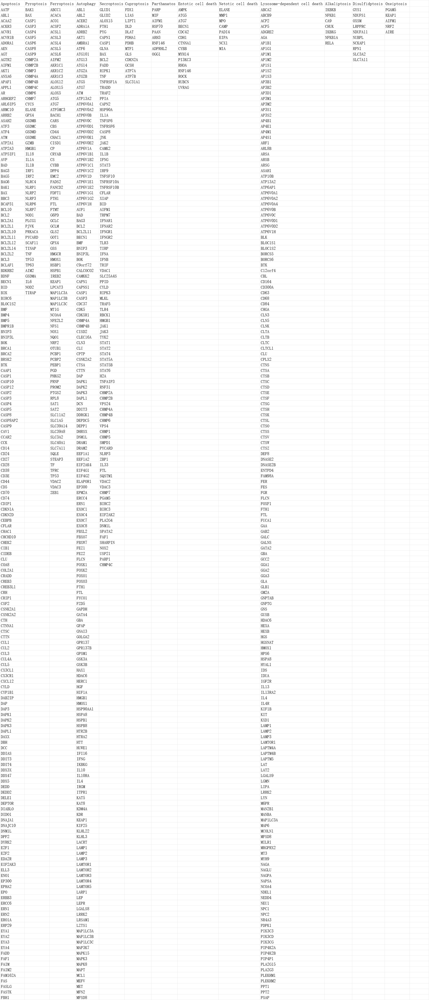 Apoptosis Pyroptosis Ferroptosis Autophagy Necroptosis Cuproptosis Parthanatos Entotic cell death Netotic cell death Lysosome-dependent cell death Alkaliptosis Disulfidptosis Oxeiptosis
AATF BAK1 ABCC1 ABL1 GLUD1 FDX1 PARP AMPK ELANE ABCA2 IKBKB GYS1 PGAM5
ABL1 BAX ACACA ABL2 GLUD2 LIAS MIF ATG5 MMP1 ABCB9 NFKB1 NDUFS1 KEAP1
ACAA2 CASP1 ACO1 ACER2 ALOX15 LIPT1 AIFM1 ATG7 MPO ACP2 CA9 OXSM AIFM1
ACKR3 CASP3 ACSF2 ADRA1A FTH1 DLD HSP70 BECN1 CAMP ACP5 CHUK LRPPRC NRF2
ACVR1 CASP4 ACSL1 ADRB2 PYG DLAT PAAN CDC42 PADI4 ADGRE2 IKBKG NDUFA11 AIRE
ACVR1B CASP5 ACSL3 AKT1 CAPN1 PDHA1 ARH3 CDH1 EIPA AGA NFKB1A NUBPL
ADORA1 CASP6 ACSL4 AMBRA1 CASP1 PDHB RNF146 CTNNA1 NCX1 AP1B1 RELA NCKAP1
AEN CASP8 ACSL5 ATF6 GLNA MTF1 ADPRHL2 CYBB MIA AP1G1 RPN1
AGT CASP9 ACSL6 ATG101 BAX GLS OGG1 MYH14 AP1M1 SLC3A2
AGTR2 CHMP2A AIFM2 ATG13 BCL2 CDKN2A PI3KC3 AP1M2 SLC7A11
AIFM1 CHMP2B AKR1C1 ATG14 FADD GCSH RHOA AP1S1
AKT1 CHMP3 AKR1C2 ATG2A RIPK1 ATP7A RNF146 AP1S2
ANXA6 CHMP4A AKR1C3 ATG2B TNF ATP7B ROCK AP1S3
APAF1 CHMP4B ALOX12 ATG5 TNFRSF1A SLC31A1 RUBCN AP3B1
APPL1 CHMP4C ALOX15 ATG7 TRADD UVRAG AP3B2
AR CHMP6 ALOX5 ATM TRAF2 AP3D1
ARHGEF2 CHMP7 ATG5 ATP13A2 PPIA AP3M1
ARL6IP5 CYCS ATG7 ATP6V0A1 CAPN2 AP3M2
ARMC10 ELANE ATP5MC3 ATP6V0A2 HSP90A AP3S1
ARRB2 GPX4 BACH1 ATP6V0B IL1A AP3S2
ASAH2 GSDMB CARS ATP6V0C TNFSF6 AP4B1
ATF3 GSDMC CBS ATP6V0D1 TNFRSF6 AP4E1
ATF4 GSDMD CD44 ATP6V0D2 CASP8 AP4M1
ATM GSDME CHAC1 ATP6V0E1 JNK AP4S1
ATP2A1 GZMB CISD1 ATP6V0E2 JAK2 ARF1
ATP2A3 HMGB1 CP ATP6V1A CAMK2 ARL8B
ATP5IF1 IL18 CRYAB ATP6V1B1 IL1B ARSA
AVP IL1A CS ATP6V1B2 IFNG ARSB
BAD IL1B CYBB ATP6V1C1 STAT3 ARSG
BAG3 IRF1 DPP4 ATP6V1C2 IRF9 ASAH1
BAG5 IRF2 EMC2 ATP6V1D TNFSF10 ATP10B
BAG6 NLRC4 FADS2 ATP6V1E1 TNFRSF10A ATP13A2
BAK1 NLRP1 FANCD2 ATP6V1E2 TNFRSF10B ATP6AP1
BAX NLRP2 FDFT1 ATP6V1G1 CFLAR ATP6V0A1
BBC3 NLRP3 FTH1 ATP6V1G2 XIAP ATP6V0A2
BCAP31 NLRP6 FTL ATP6V1H BID ATP6V0A4
BCL10 NLRP7 FTMT AUP1 AIFM1 ATP6V0B
BCL2 NOD1 G6PD BAD TRPM7 ATP6V0C
BCL2A1 PLCG1 GCLC BAG3 IFNAR1 ATP6V0D1
BCL2L1 PJVK GCLM BCL2 IFNAR2 ATP6V0D2
BCL2L10 PRKACA GLS2 BCL2L11 IFNGR1 ATP6V1H
BCL2L11 PYCARD GOT1 BECN1 IFNGR2 BLK
BCL2L12 SCAF11 GPX4 BMF TLR3 BLOC1S1
BCL2L14 TINAP GSS BNIP3 TIRP BLOC1S2
BCL2L2 TNF HMGCR BNIP3L IFNA BORCS5
BCL3 TP53 HMOX1 BOK IFNB BORCS6
BCLAF1 TP63 HSBP1 C9orf72 TRIF BTK
BDKRB2 AIM2 HSPB1 CALCOCO2 VDAC1 C12orf4
BDNF GSDMA IREB2 CAMKK2 SLC25A4S CBL
BECN1 IL6 KEAP1 CAPN1 PPID CD164
BID NOD2 LPCAT3 CAPNS1 CYLD CD300A
BIK TIRAP MAP1LC3A CASP1 RIPK3 CD63
BIRC6 MAP1LC3B CASP3 MLKL CD68
BLOC1S2 MAP1LC3C CDC37 TRAF5 CD84
BMF MT1G CDK5 TLR4 CHGA
BMP4 NCOA4 CDK5R1 RBCK1 CLN3
BMP5 NFE2L2 CHMP4A HMGB1 CLN5
BMPR1B NFS1 CHMP4B JAK1 CLNK
BNIP3 NOX1 CISD2 JAK3 CLTA
BNIP3L NQO1 CLEC16A TYK2 CLTB
BOK NRF2 CLN3 STAT1 CLTC
BRCA1 OTUB1 CLU STAT2 CLTCL1
BRCA2 PCBP1 CPTP STAT4 CLU
BRSK2 PCBP2 CSNK2A2 STAT5A CPLX2
BTK PEBP1 CTSA STAT5B CTNS
CAAP1 PGD CTTN STAT6 CTSA
CASP1 PHKG2 DAP H2A CTSB
CASP10 PRNP DAPK1 TNFAIP3 CTSC
CASP12 PROM2 DAPK2 RNF31 CTSD
CASP2 PTGS2 DAPK3 CHMP2A CTSE
CASP3 RPL8 DAPL1 CHMP2B CTSF
CASP4 SAT1 DCN VPS24 CTSG
CASP5 SAT2 DDIT3 CHMP4A CTSH
CASP8 SLC11A2 DDRGK1 CHMP4B CTSK
CASP8AP2 SLC1A5 DEPDC5 CHMP6 CTSL
CASP9 SLC39A14 DEPP1 VPS4 CTSO
CAV1 SLC39A8 DHRSX CHMP1 CTSS
CCAR2 SLC3A2 DNM1L CHMP5 CTSV
CCK SLC40A1 DRAM1 SMPD1 CTSW
CD14 SLC7A11 DRAM2 PYCARD CTSZ
CD24 SQLE EEF1A1 NLRP3 DEF8
CD27 STEAP3 EEF1A2 ZBP1 DNASE2
CD28 TF EIF2AK4 IL33 DNASE2B
CD38 TFRC EIF4G1 FTL ENTPD4
CD3E TP53 EIF4G2 SQSTM1 FAM98A
CD44 VDAC2 ELAPOR1 VDAC2 FER
CD5 VDAC3 EP300 VDAC3 FES
CD70 ZEB1 EPM2A CHMP7 FGR
CD74 ERCC4 PGAM5 FLCN
CDIP1 ERN1 BIRC2 FOXF1
CDKN1A EXOC1 BIRC3 FTH1
CDKN2D EXOC4 EIF2AK2 FTL
CEBPB EXOC7 PLA2G4 FUCA1
CFLAR EXOC8 DNM1L GAA
CHAC1 FBXL2 SPATA2 GAB2
CHCHD10 FBXO7 FAF1 GALC
CHEK2 FBXW7 SHARPIN GALNS
CIB1 FEZ1 NOX2 GATA2
CIDEB FEZ2 USP21 GBA
CLU FLCN PARP1 GCC2
COA8 FOXK1 CHMP4C GGA1
COL2A1 FOXK2 GGA2
CRADD FOXO1 GGA3
CREB3 FOXO3 GLA
CREB3L1 FTH1 GLB1
CRH FTL GM2A
CRIP1 FYCO1 GNPTAB
CSF2 FZD5 GNPTG
CSNK2A1 GAPDH GNS
CSNK2A2 GATA4 GUSB
CTH GBA HDAC6
CTNNA1 GFAP HEXA
CTSC GNAI3 HEXB
CTTN GOLGA2 HGS
CUL1 GPR137 HGSNAT
CUL2 GPR137B HMOX1
CUL3 GPSM1 HPS6
CUL4A GSK3A HSPA8
CUL5 GSK3B HYAL1
CX3CL1 HAX1 IDS
CX3CR1 HDAC6 IDUA
CXCL12 HERC1 IGF2R
CYLD HGF IL13
CYP1B1 HIF1A IL13RA2
DAB2IP HMGB1 IL4
DAP HMOX1 IL4R
DAP3 HSP90AA1 KIF1B
DAPK1 HSPA8 KIT
DAPK2 HSPB1 KXD1
DAPK3 HSPB8 LAMP1
DAPL1 HTR2B LAMP2
DAXX HTRA2 LAMP3
DBH HTT LAMTOR1
DCC HUWE1 LAPTM4A
DDIAS IFI16 LAPTM4B
DDIT3 IFNG LAPTM5
DDIT4 IKBKG LAT
DDX3X IL10 LAT2
DDX47 IL10RA LGALS9
DDX5 IL4 LGMN
DEDD IRGM LIPA
DEDD2 ITPR1 LRRK2
DELE1 KAT5 LYN
DEPTOR KAT8 M6PR
DIABLO KDM4A MAN2B1
DIDO1 KDR MANBA
DNAJA1 KEAP1 MAP1LC3A
DNAJC10 KIF25 MAP6
DNM1L KLHL22 MCOLN1
DPF2 KLHL3 MFSD8
DYRK2 LACRT MILR1
E2F1 LAMP1 MRGPRX2
E2F2 LAMP2 MT3
EDA2R LAMP3 MYH9
EIF2AK3 LAMTOR1 NAGA
ELL3 LAMTOR2 NAGLU
ENO1 LAMTOR3 NAGPA
EP300 LAMTOR4 NAPSA
EPHA2 LAMTOR5 NCOA4
EPO LARP1 NDEL1
ERBB3 LEP NEDD4
ERCC6 LEPR NEU1
ERN1 LGALS8 NPC1
ERN2 LRRK2 NPC2
ERO1A LRSAM1 NR4A3
ERP29 LZTS1 PDPK1
EYA1 MAP1LC3A PIK3C3
EYA2 MAP1LC3B PIK3CD
EYA3 MAP1LC3C PIK3CG
EYA4 MAP3K7 PIP4K2A
FADD MAPK15 PIP4K2B
FAF1 MAPK3 PIP4P1
FAIM MAPK8 PLA2G15
FAIM2 MAPT PLA2G3
FAM162A MCL1 PLEKHM1
FAS MEFV PLEKHM2
FASLG MET PPT1
FASTK MFN2 PPT2
FBH1 MFSD8 PSAP